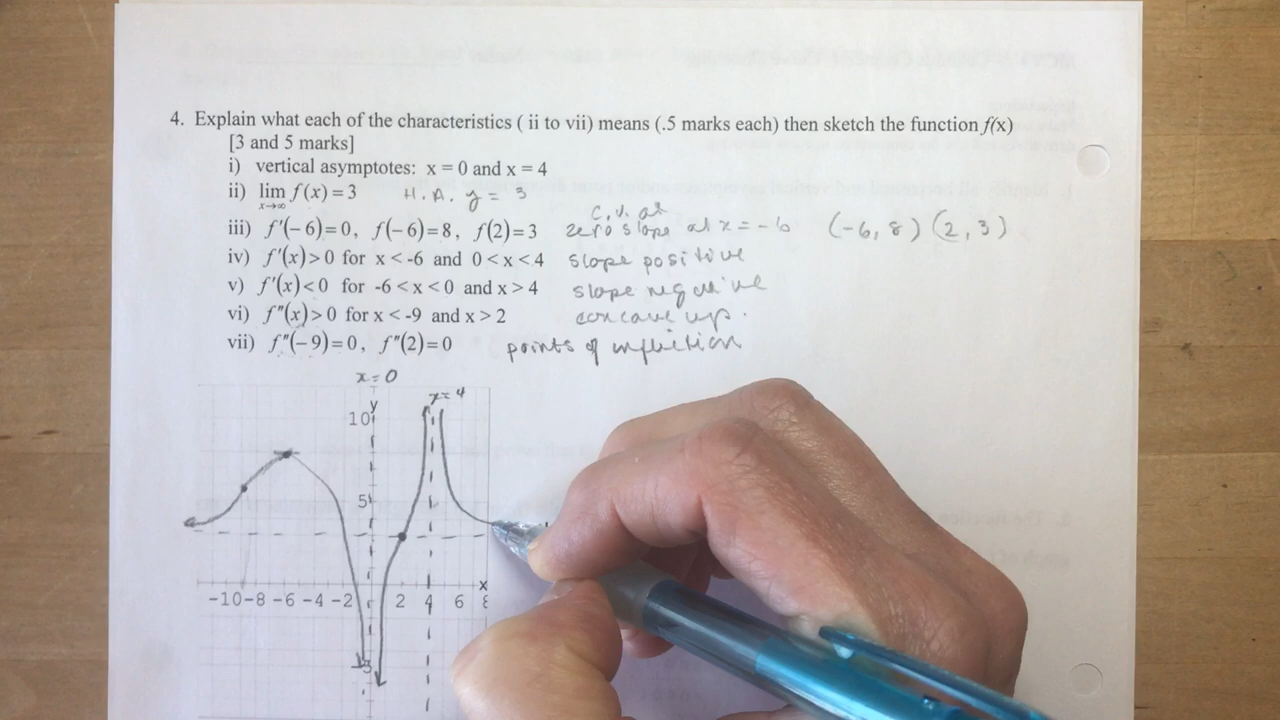 4. Explain what each of the characteristics ( ii to vii) means (.5 marks each) then sketch the function f(x)
[3 and 5 marks]
i) vertical asymptotes: x = 0 and x = 4
ii) lim x→∞ f(x) = 3 H.A. y = 3
c.v. at
iii) f'(-6)=0, f(-6)=8, f(2)=3 zero slope at x = -6 (-6, 8) (2, 3)
iv) f'(x)>0 for x < -6 and 0 < x < 4 slope positive
v) f'(x)<0 for -6 < x < 0 and x > 4 slope negative
vi) f"(x)>0 for x < -9 and x > 2 concave up.
vii) f"(-9)=0, f"(2)=0 points of inflection
x = 0
x = 4
y
10
5
x
-10 -8 -6 -4 -2 2 4 6 8